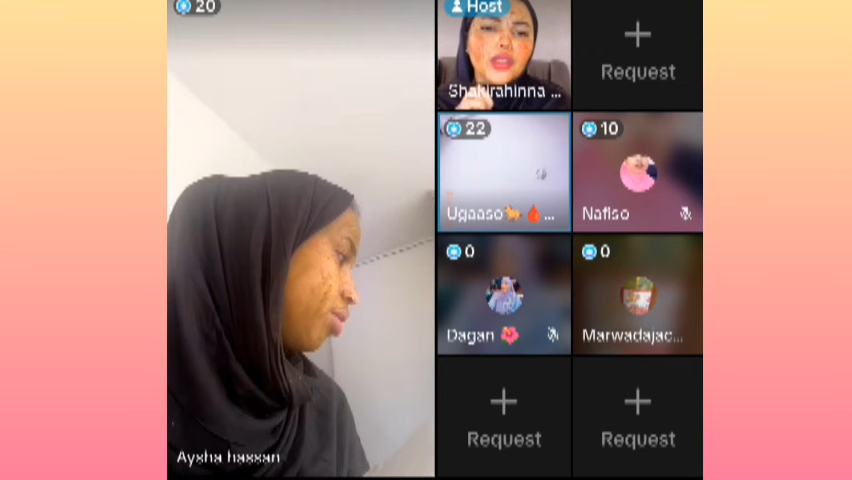 20
Host
Shakirahinna ...
Request
22
10
Ugaaso🐎🩸...
Nafiso
0
0
Dagan 🌺
Marwadajac...
Aysha hassan
Request
Request